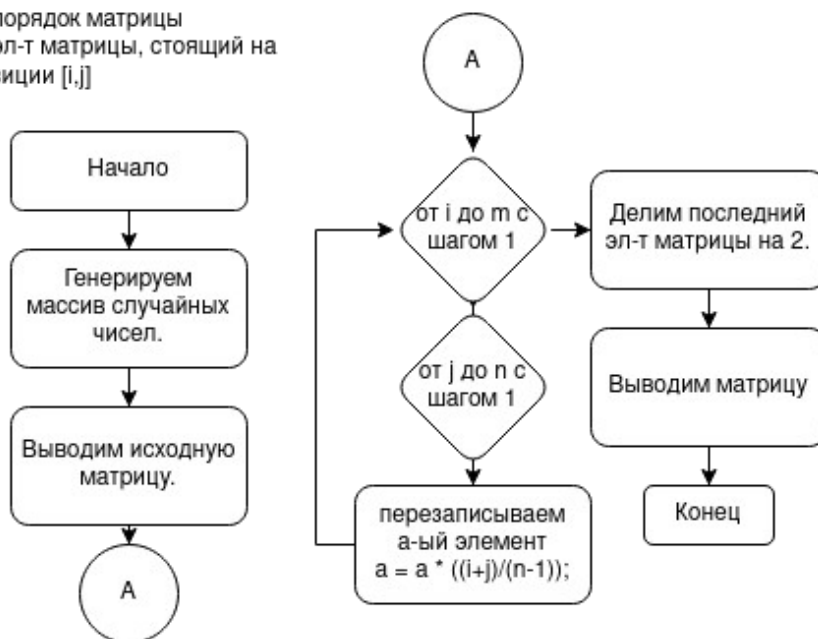 порядок матрицы
эл-т матрицы, стоящий на
[i,j]
Начало
Генерируем
массив случайных
чисел.
Выводим исходную
матрицу.
А
А
от i до m с
шагом 1
от j до n с
шагом 1
перезаписываем
а-ый элемент
a = a * ((i+j)/(n-1));
Делим последний
эл-т матрицы на 2.
Выводим матрицу
Конец